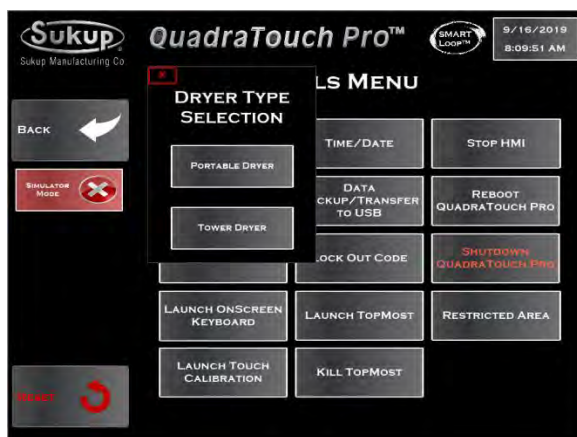 Sukup
Sukup Manufacturing Co
QuadraTouch Pro™
SMART
LOOP™
9/16/2019
8:09:51 AM
LS MENU
DRYER TYPE
SELECTION
PORTABLE DRYER
TOWER DRYER
BACK
SIMULATOR
MODE
TIME/DATE
STOP HMI
DATA
CKUP/TRANSFER
TO USB
REBOOT
QUADRATOUCH PRO
LOCK OUT CODE
SHUTDOWN
QUADRATOUCH PRO
LAUNCH ONSCREEN
KEYBOARD
LAUNCH TOPMOST
RESTRICTED AREA
LAUNCH TOUCH
CALIBRATION
KILL TOPMOST
RESET